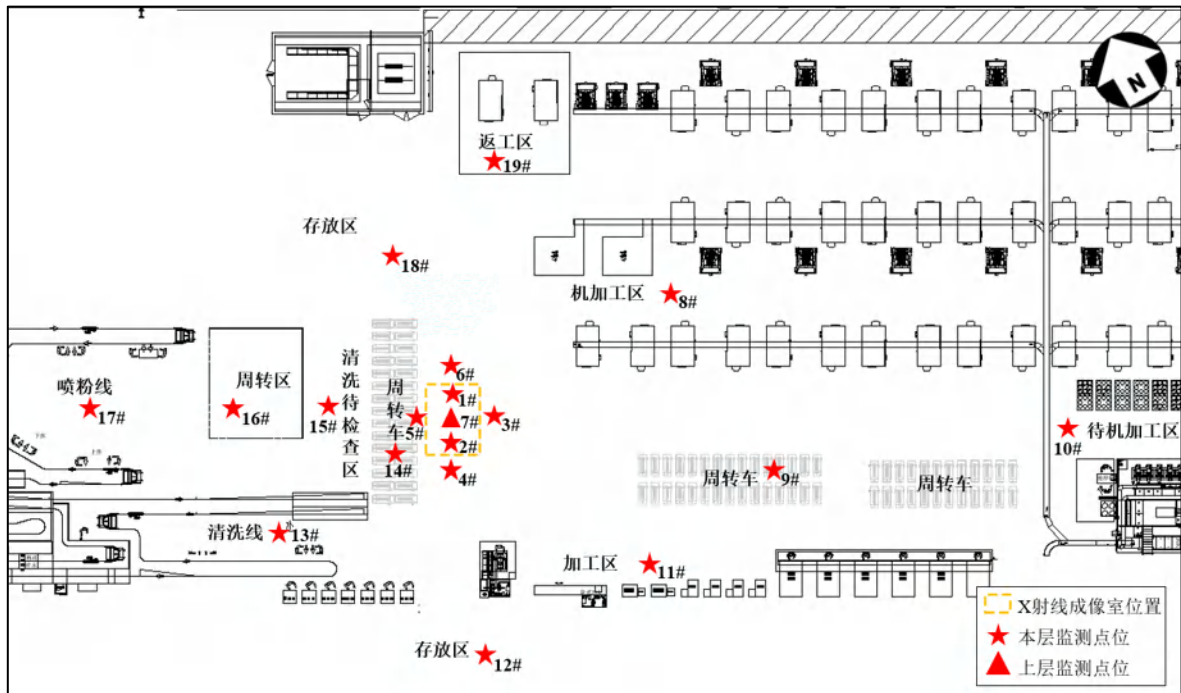 N
返工区
19#
存放区
18#
机加工区
8#
6#
清洗待检查区
周转车
1#
喷粉线
周转区
7#
17#
16#
15#
5#
3#
待机加工区
2#
10#
14#
4#
周转车
9#
周转车
清洗线
13#
加工区
11#
X射线成像室位置
本层监测点位
上层监测点位
存放区
12#